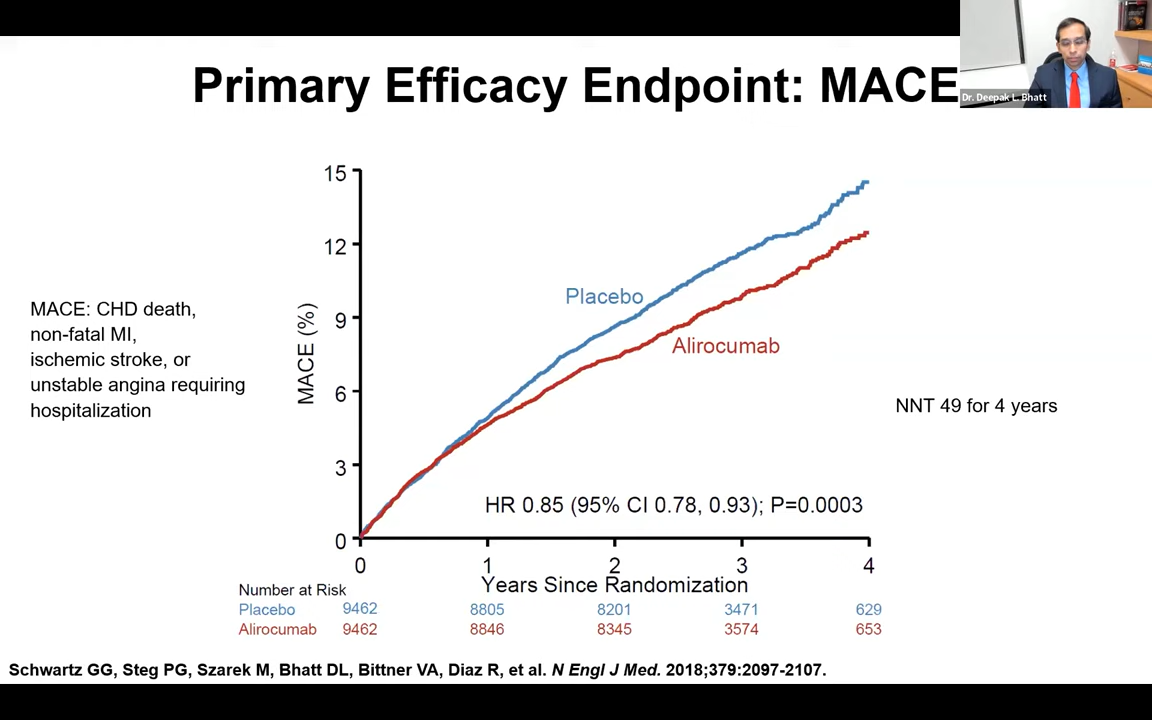 Primary Efficacy Endpoint: MACE
Dr. Deepak L. Bhatt
MACE: CHD death,
non-fatal MI,
ischemic stroke, or
unstable angina requiring
hospitalization
MACE (%)
15
12
9
6
3
0
Placebo
Alirocumab
HR 0.85 (95% CI 0.78, 0.93); P=0.0003
0 1 2 3 4
Years Since Randomization
NNT 49 for 4 years
Number at Risk
Placebo 9462 8805 8201 3471 629
Alirocumab 9462 8846 8345 3574 653
Schwartz GG, Steg PG, Szarek M, Bhatt DL, Bittner VA, Diaz R, et al. N Engl J Med. 2018;379:2097-2107.